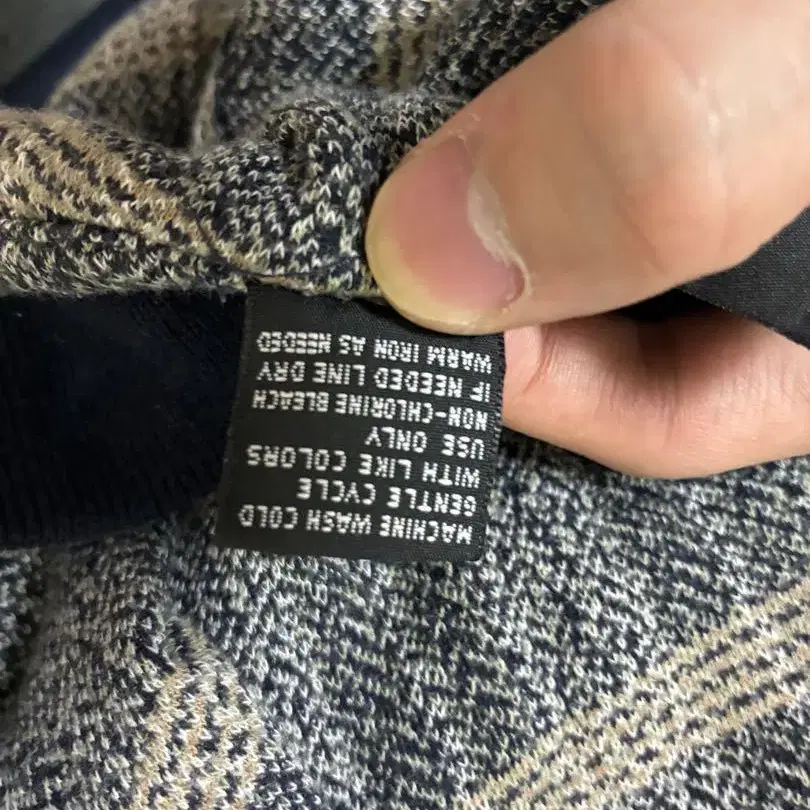 MACHINE WASH COLD
GENTLE CYCLE
WITH LIKE COLORS
USE ONLY
NON-CHLORINE BLEACH
IF NEEDED LINE DRY
WARM IRON AS NEEDED